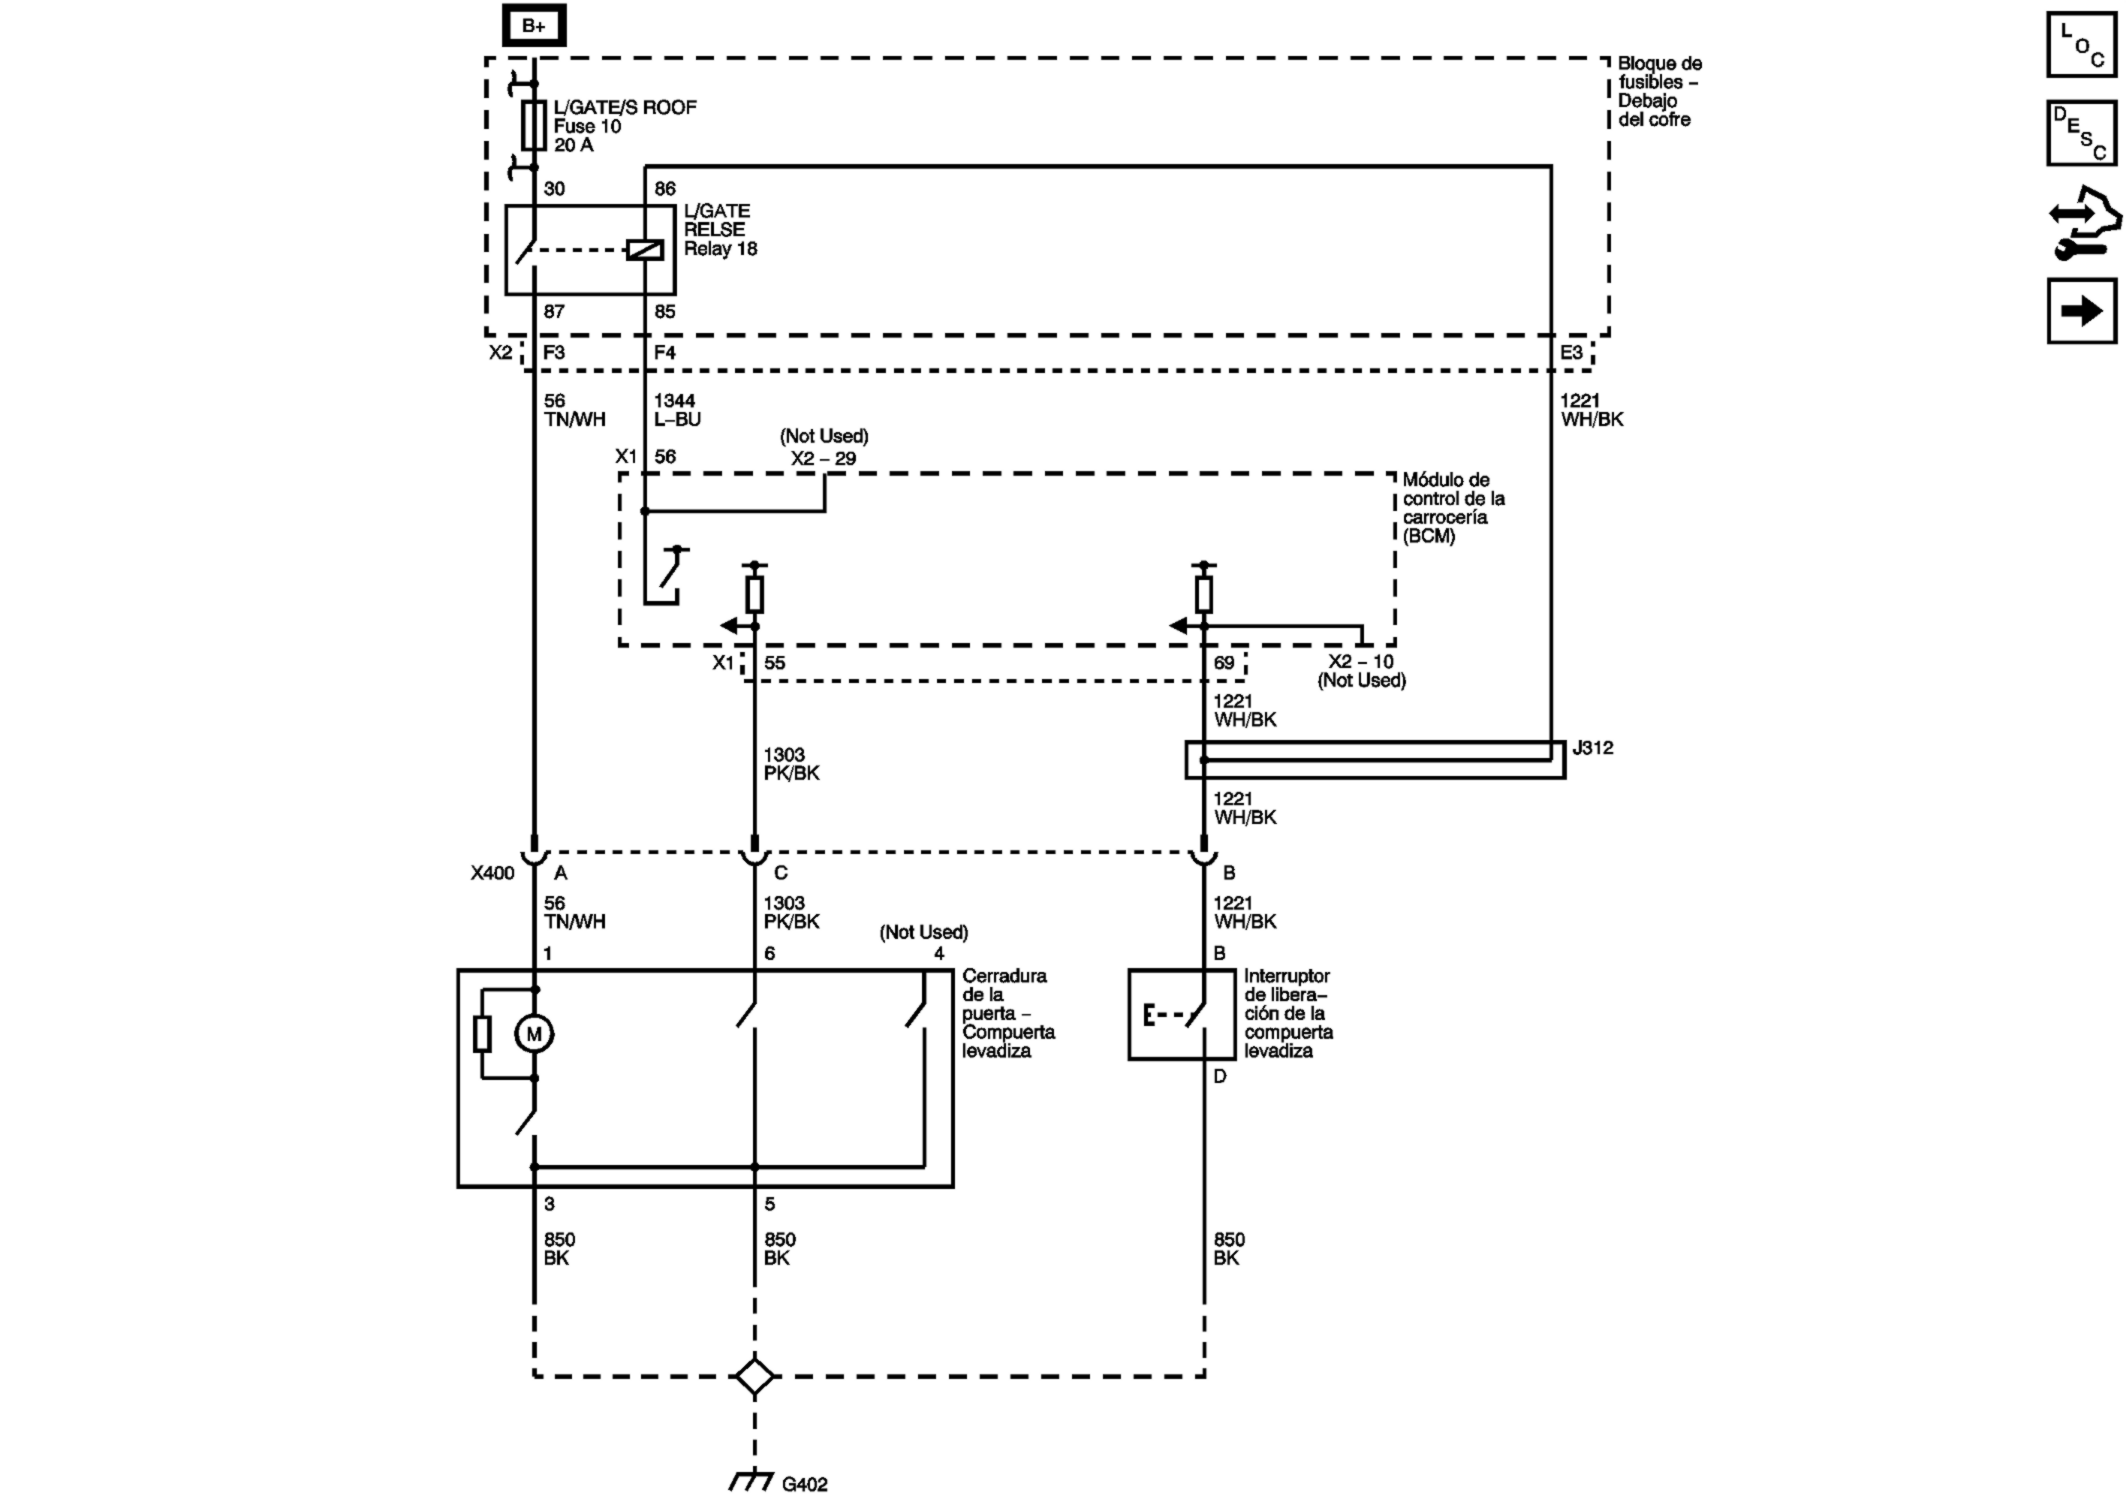 B+
LOC
Bloque de
fusibles –
Debajo
del cofre
L/GATE/S ROOF
Fuse 10
20 A
DESC
30
86
L/GATE
RELSE
Relay 18
87
85
X2
F3
F4
E3
56
TN/WH
1344
L–BU
1221
WH/BK
(Not Used)
X2 – 29
X1
56
Módulo de
control de la
carrocería
(BCM)
X1
55
69
X2 – 10
(Not Used)
1221
WH/BK
1303
PK/BK
J312
1221
WH/BK
X400
A
C
B
56
TN/WH
1303
PK/BK
1221
WH/BK
(Not Used)
1
6
4
B
Cerradura
de la
puerta –
Compuerta
levadiza
M
Interruptor
de libera–
ción de la
compuerta
levadiza
E
D
3
5
850
BK
850
BK
850
BK
G402